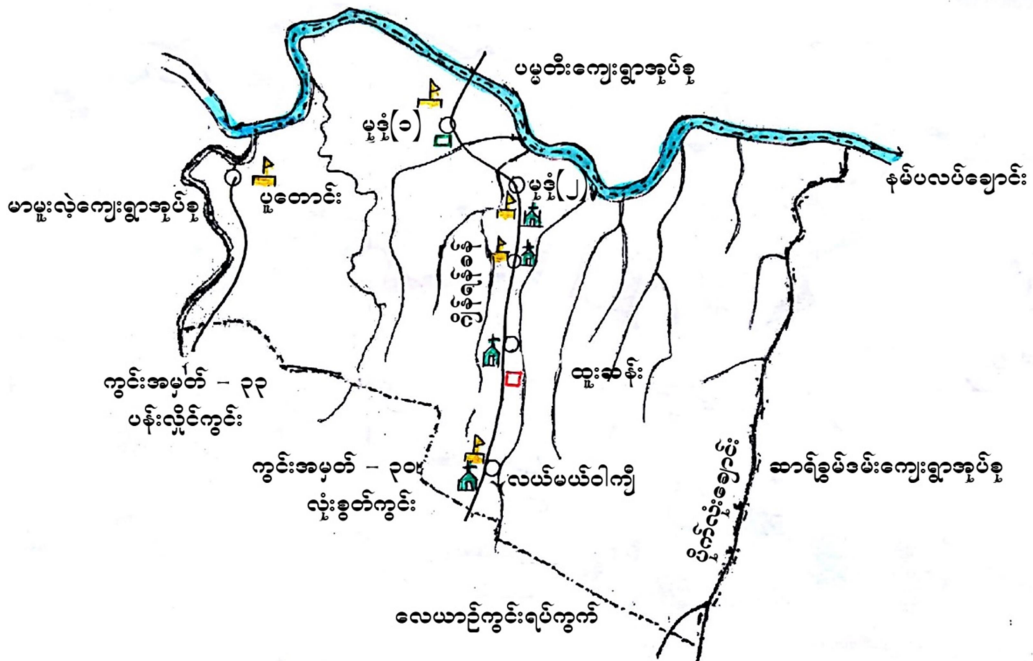 ပမ္မတီးကျေးရွာအုပ်စု
မုဒုံ(၁)
နမ်ပလပ်ချောင်း
မုဒုံ(၂)
ပူတောင်း
မာမူးလဲ့ကျေးရွာအုပ်စု
ထူးဆန်း
ကွင်းအမှတ် - ၃၃
ပန်းလှိုင်ကွင်း
ကွင်းအမှတ် -
လုံးစွတ်ကွင်း
လယ်မယ်ဝါကျီ
ဆာရ်ခွမ်ဒမ်းကျေးရွာအုပ်စု
လေယာဉ်ကွင်းရပ်ကွက်